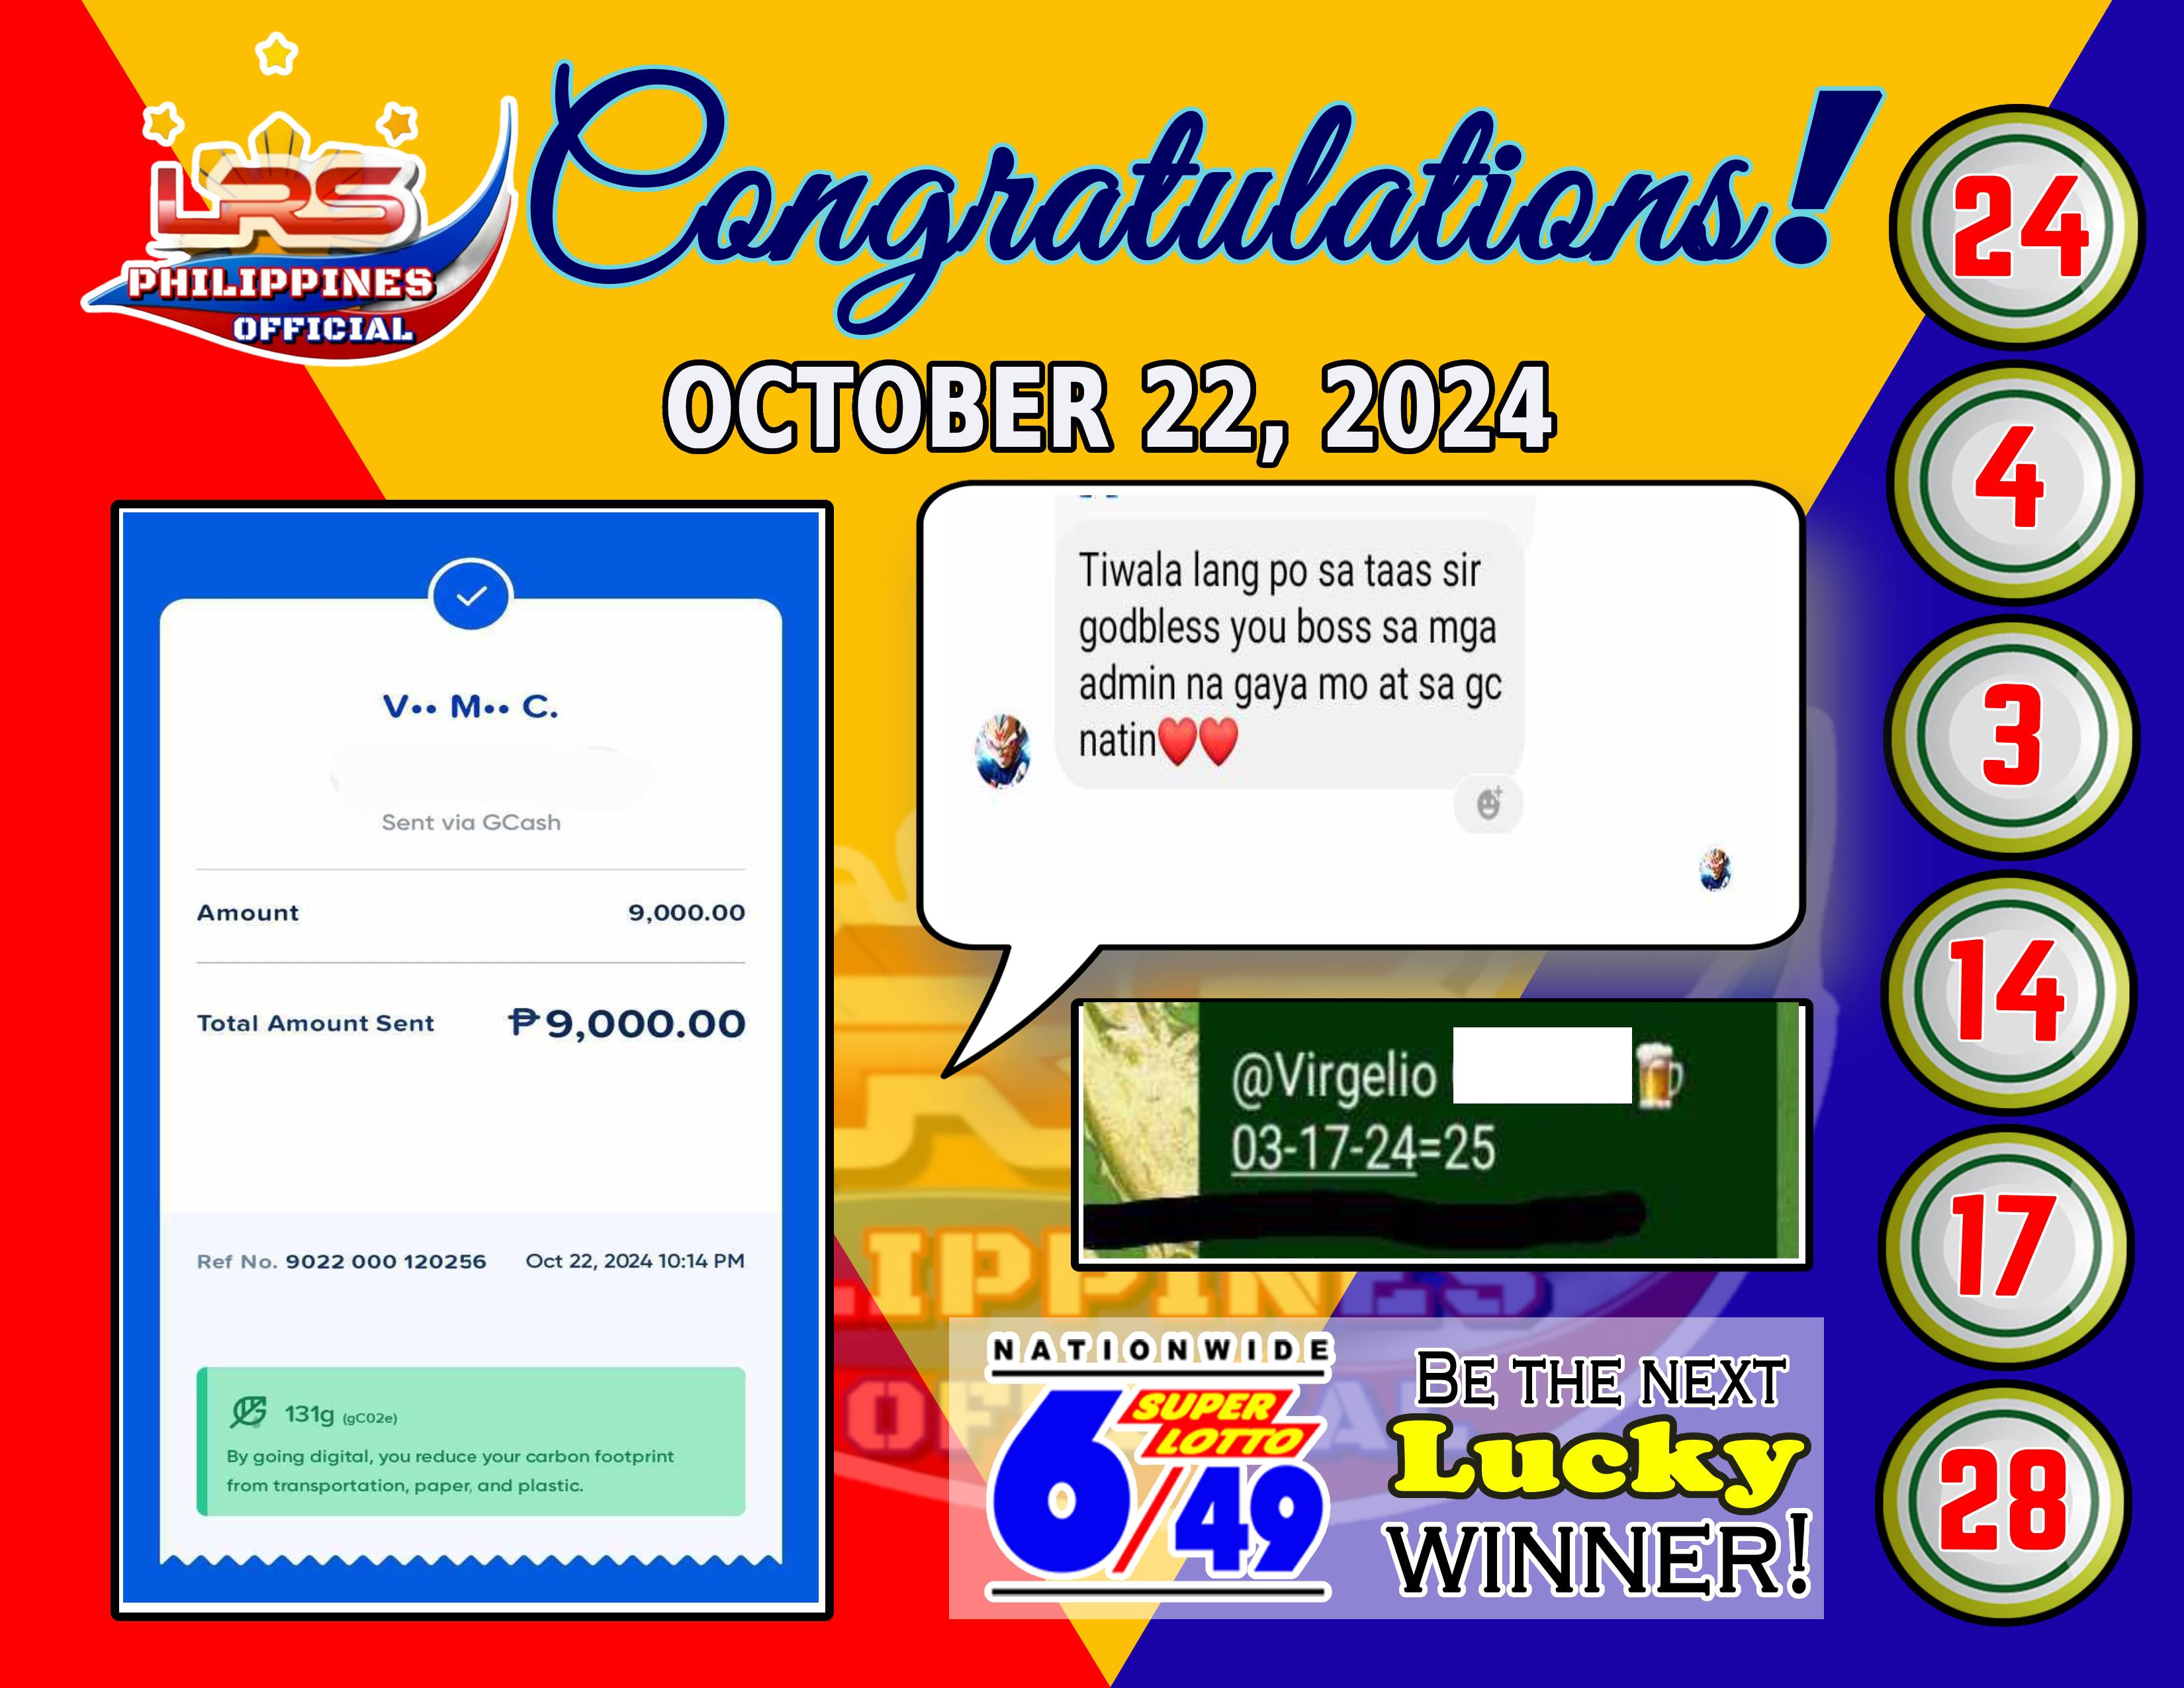 LRS
PHILIPPINES
OFFICIAL
Congratulations!
OCTOBER 22, 2024
V•• M•• C.
Sent via GCash
Amount 9,000.00
Total Amount Sent ₱9,000.00
Ref No. 9022 000 120256 Oct 22, 2024 10:14 PM
131g (gC02e)
By going digital, you reduce your carbon footprint
from transportation, paper, and plastic.
Tiwala lang po sa taas sir
godbless you boss sa mga
admin na gaya mo at sa gc
natin❤️❤️
@Virgelio 🍺
03-17-24=25
NATIONWIDE
SUPER
LOTTO
6/49
BE THE NEXT
Lucky
WINNER!
24
4
3
14
17
28
LIPPINES
OFFICIAL